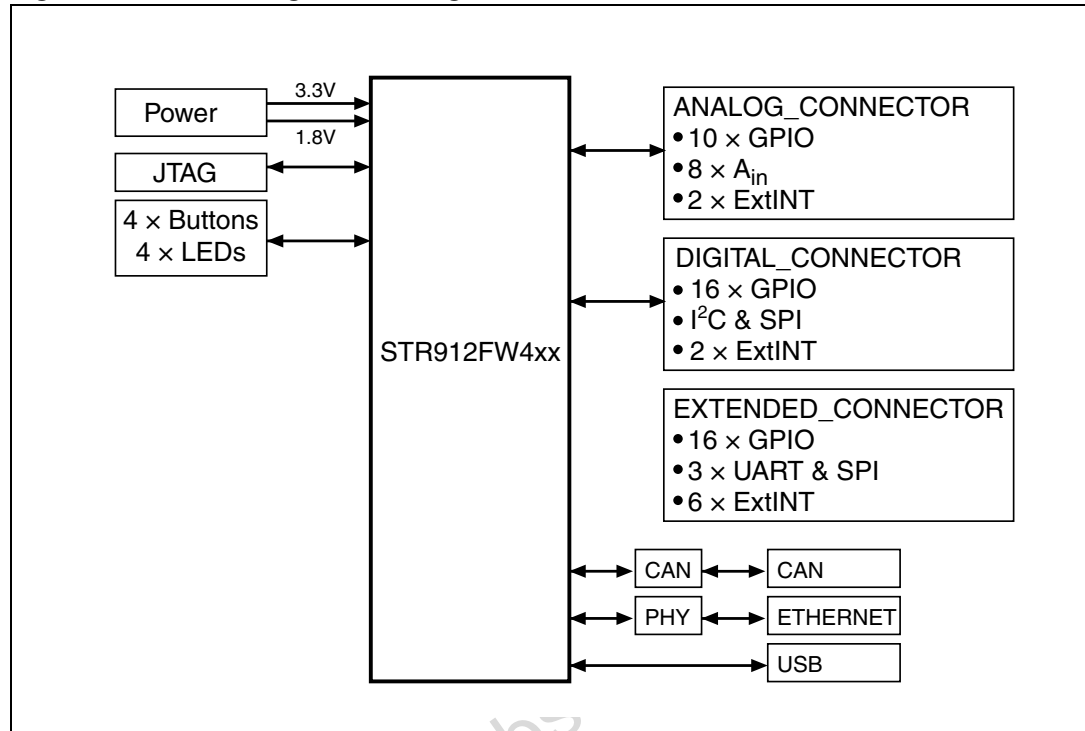 3.3V
Power
1.8V
JTAG
4 × Buttons
4 × LEDs
STR912FW4xx
ANALOG_CONNECTOR
• 10 × GPIO
• 8 × Ain
• 2 × ExtINT
DIGITAL_CONNECTOR
• 16 × GPIO
• I²C & SPI
• 2 × ExtINT
EXTENDED_CONNECTOR
• 16 × GPIO
• 3 × UART & SPI
• 6 × ExtINT
CAN CAN
PHY ETHERNET
USB